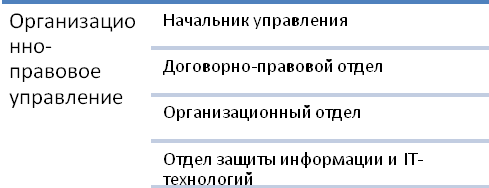 Организацио
нно-
правовое
управление
Начальник управления
Договорно-правовой отдел
Организационный отдел
Отдел защиты информации и IT-
технологий